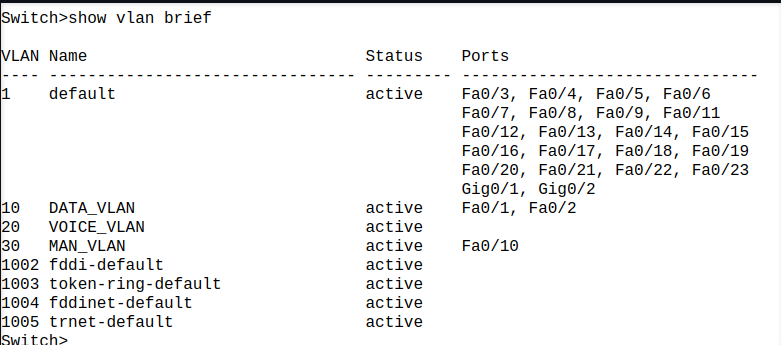 Switch>show vlan brief
VLAN Name                             Status    Ports
---- -------------------------------- --------- -------------------------------
1    default                          active    Fa0/3, Fa0/4, Fa0/5, Fa0/6
                                                Fa0/7, Fa0/8, Fa0/9, Fa0/11
                                                Fa0/12, Fa0/13, Fa0/14, Fa0/15
                                                Fa0/16, Fa0/17, Fa0/18, Fa0/19
                                                Fa0/20, Fa0/21, Fa0/22, Fa0/23
                                                Gig0/1, Gig0/2
10   DATA_VLAN                        active    Fa0/1, Fa0/2
20   VOICE_VLAN                       active
30   MAN_VLAN                         active    Fa0/10
1002 fddi-default                     active
1003 token-ring-default               active
1004 fddinet-default                  active
1005 trnet-default                    active
Switch>